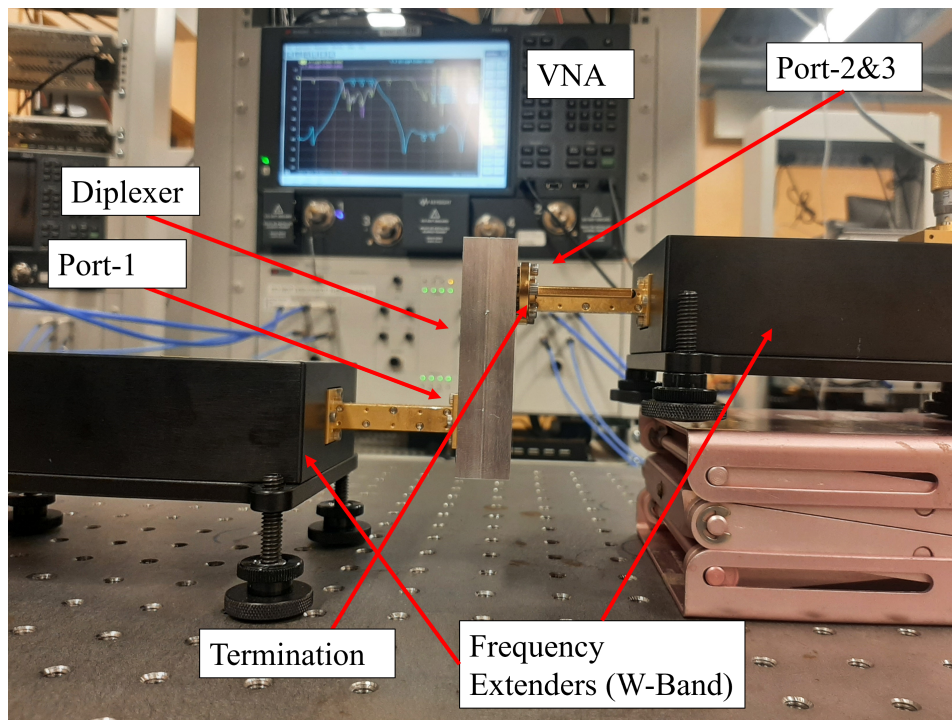 VNA
Port-2&3
Diplexer
Port-1
Termination
Frequency
Extenders (W-Band)